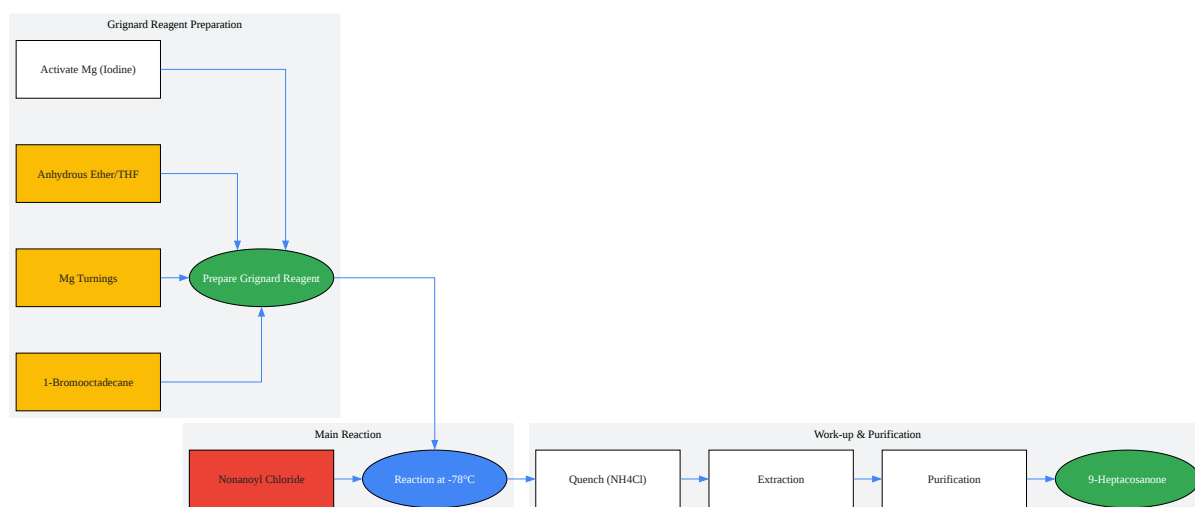 Grignard Reagent Preparation
Activate Mg (Iodine)
Anhydrous Ether/THF
Mg Turnings
Prepare Grignard Reagent
1-Bromooctadecane
Main Reaction
Work-up & Purification
Nonanoyl Chloride
Reaction at -78°C
Quench (NH4Cl)
Extraction
Purification
9-Heptacosanone